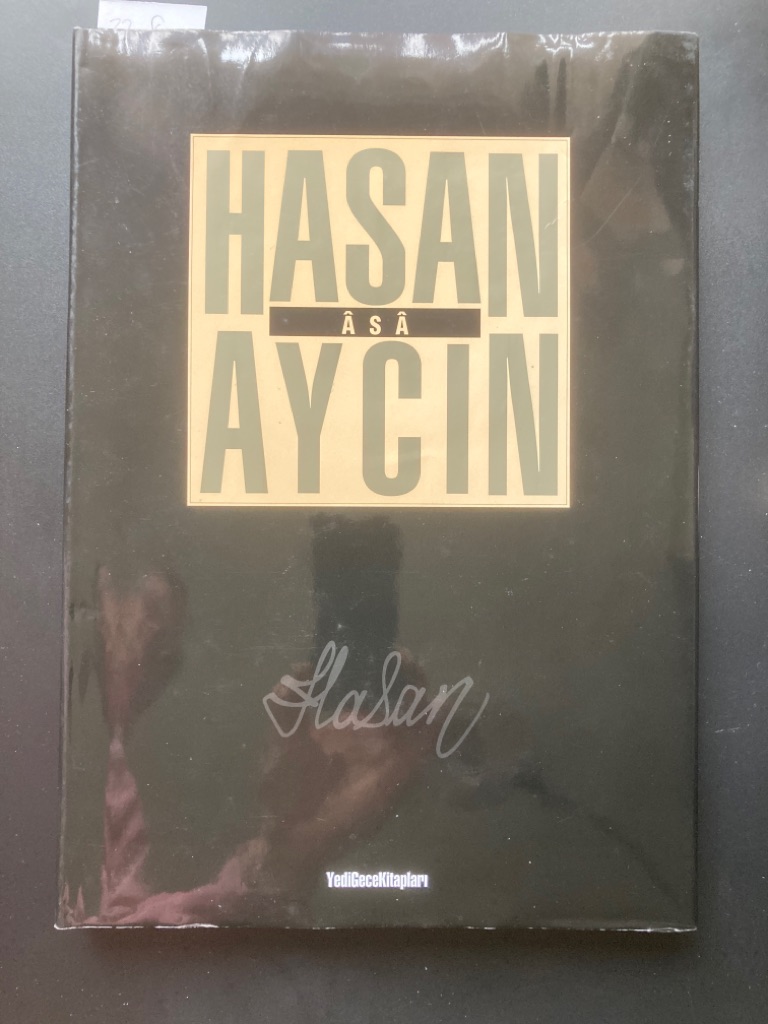 HASAN
ÂSÂ
AYCIN
Hasan
YediGeceKitapları